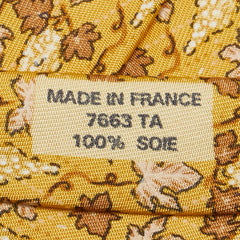 MADE IN FRANCE
7663 TA
100% SOIE